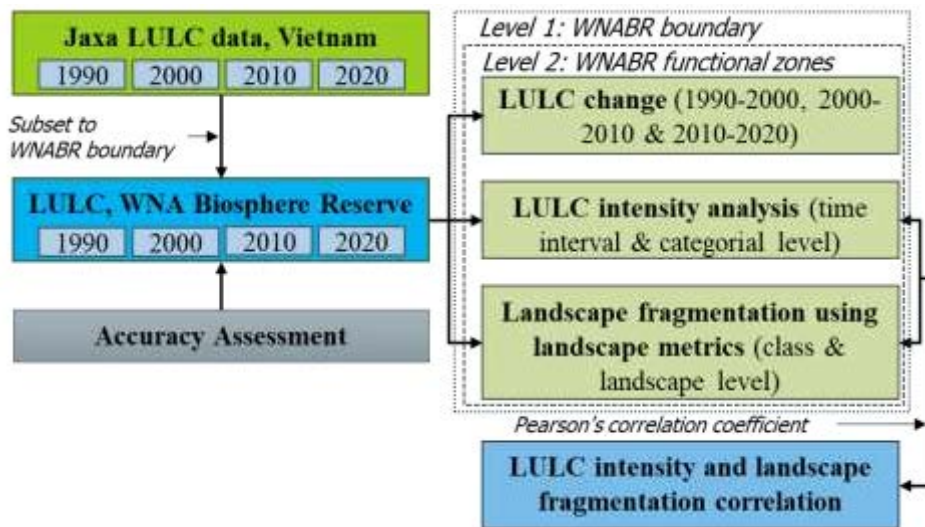 Jaxa LULC data, Vietnam
1990 2000 2010 2020
Subset to
WNABR boundary
LULC, WNA Biosphere Reserve
1990 2000 2010 2020
Accuracy Assessment
Level 1: WNABR boundary
Level 2: WNABR functional zones
LULC change (1990-2000, 2000-
2010 & 2010-2020)
LULC intensity analysis (time
interval & categorial level)
Landscape fragmentation using
landscape metrics (class &
landscape level)
Pearson's correlation coefficient
LULC intensity and landscape
fragmentation correlation